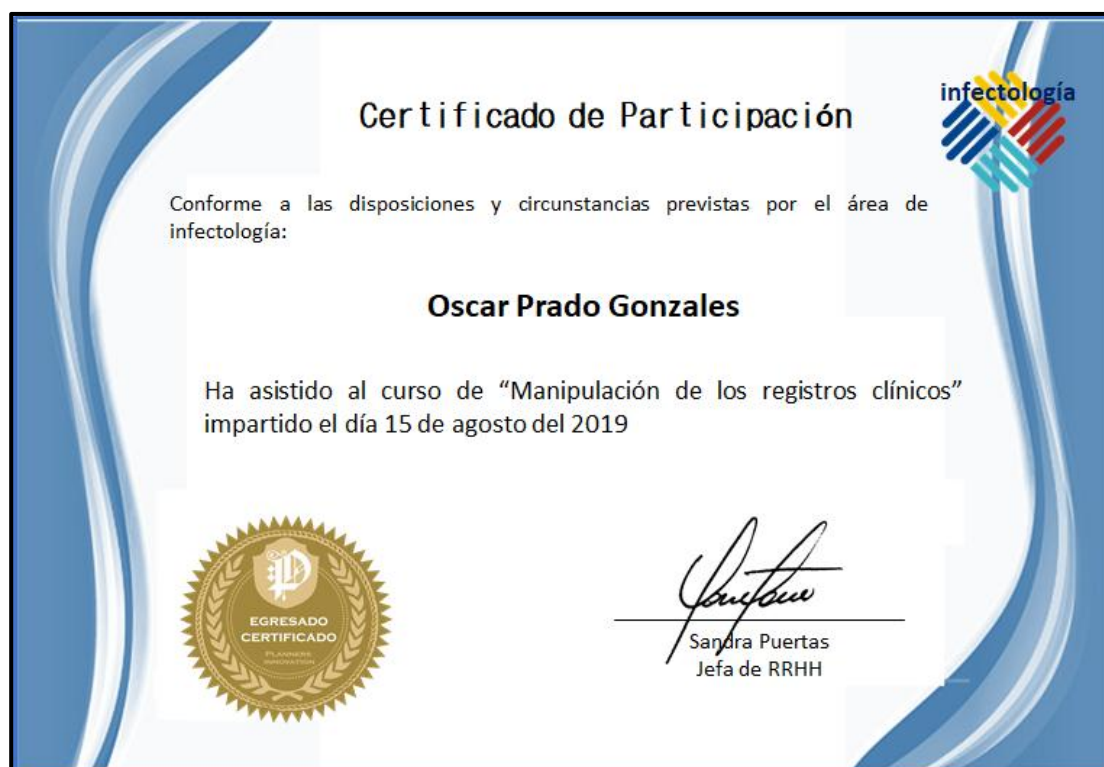 infectología
Certificado de Participación
Conforme a las disposiciones y circunstancias previstas por el área de
infectología:
Oscar Prado Gonzales
Ha asistido al curso de “Manipulación de los registros clínicos”
impartido el día 15 de agosto del 2019
EGRESADO
CERTIFICADO
PLANNERS
INNOVATION
Sandra Puertas
Jefa de RRHH